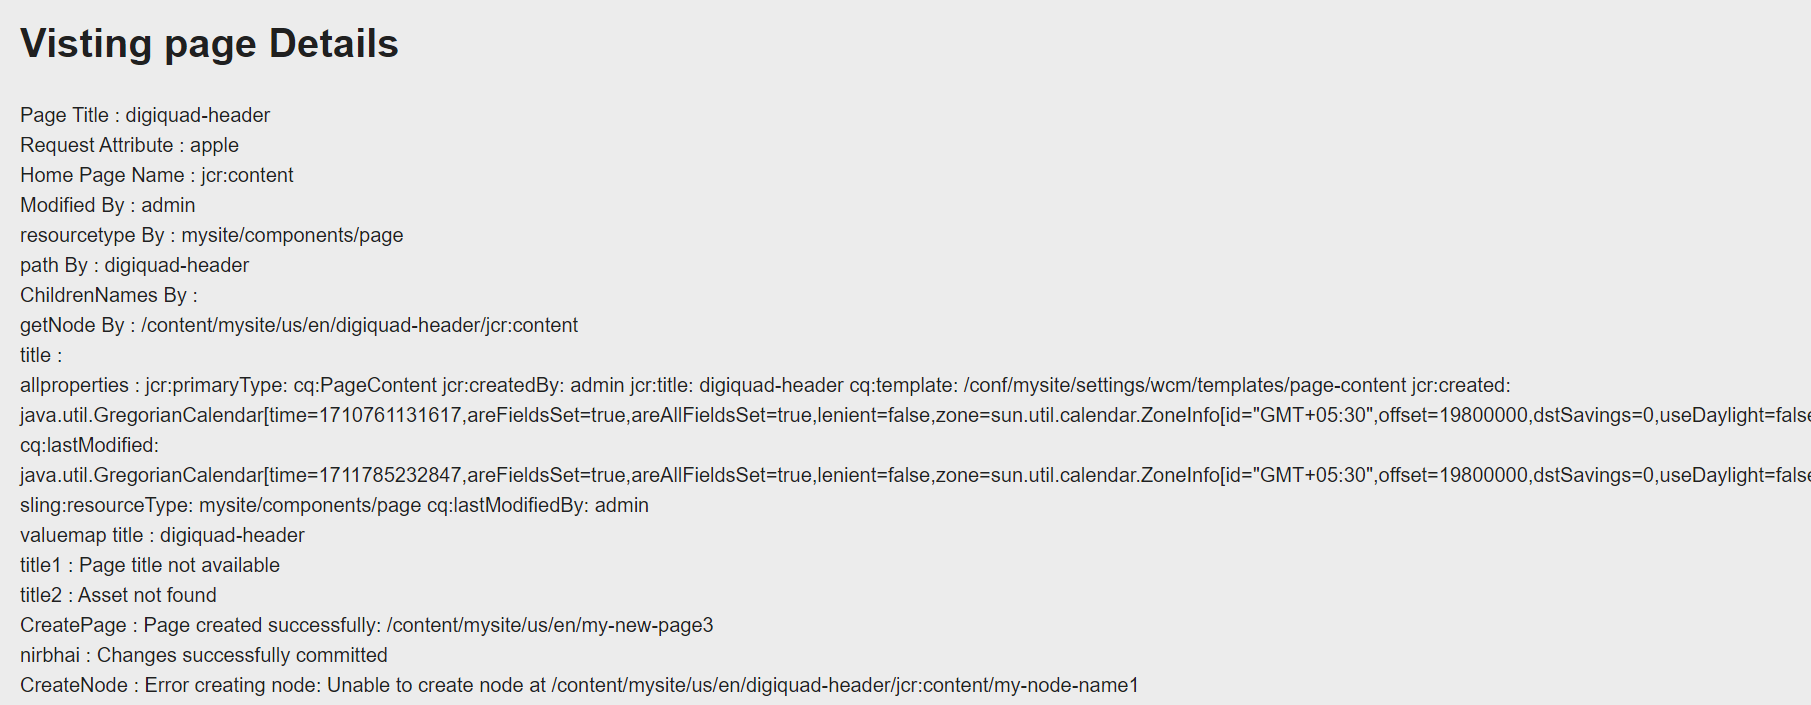 Visting page Details
Page Title : digiquad-header
Request Attribute : apple
Home Page Name : jcr:content
Modified By : admin
resourcetype By : mysite/components/page
path By : digiquad-header
ChildrenNames By :
getNode By : /content/mysite/us/en/digiquad-header/jcr:content
title :
allproperties : jcr:primaryType: cq:PageContent jcr:createdBy: admin jcr:title: digiquad-header cq:template: /conf/mysite/settings/wcm/templates/page-content jcr:created:
java.util.GregorianCalendar[time=1710761131617,areFieldsSet=true,areAllFieldsSet=true,lenient=false,zone=sun.util.calendar.ZoneInfo[id="GMT+05:30",offset=19800000,dstSavings=0,useDaylight=false
cq:lastModified:
java.util.GregorianCalendar[time=1711785232847,areFieldsSet=true,areAllFieldsSet=true,lenient=false,zone=sun.util.calendar.ZoneInfo[id="GMT+05:30",offset=19800000,dstSavings=0,useDaylight=false
sling:resourceType: mysite/components/page cq:lastModifiedBy: admin
valuemap title : digiquad-header
title1 : Page title not available
title2 : Asset not found
CreatePage : Page created successfully: /content/mysite/us/en/my-new-page3
nirbhai : Changes successfully committed
CreateNode : Error creating node: Unable to create node at /content/mysite/us/en/digiquad-header/jcr:content/my-node-name1